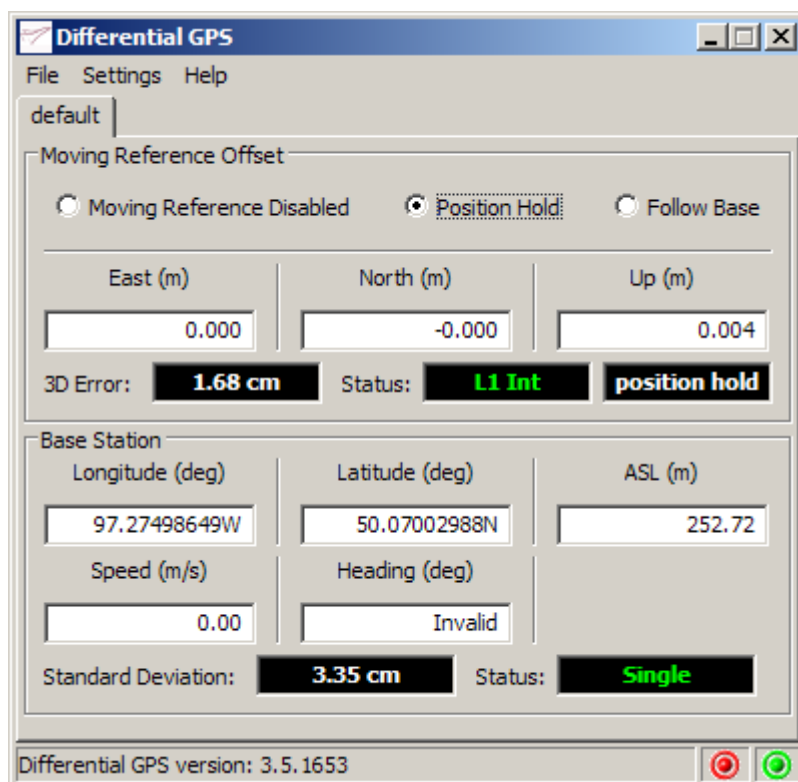 Differential GPS
File Settings Help
default
Moving Reference Offset
Moving Reference Disabled Position Hold Follow Base
East (m) North (m) Up (m)
0.000 -0.000 0.004
3D Error: 1.68 cm Status: L1 Int position hold
Base Station
Longitude (deg) Latitude (deg) ASL (m)
97.27498649W 50.07002988N 252.72
Speed (m/s) Heading (deg)
0.00 Invalid
Standard Deviation: 3.35 cm Status: Single
Differential GPS version: 3.5.1653